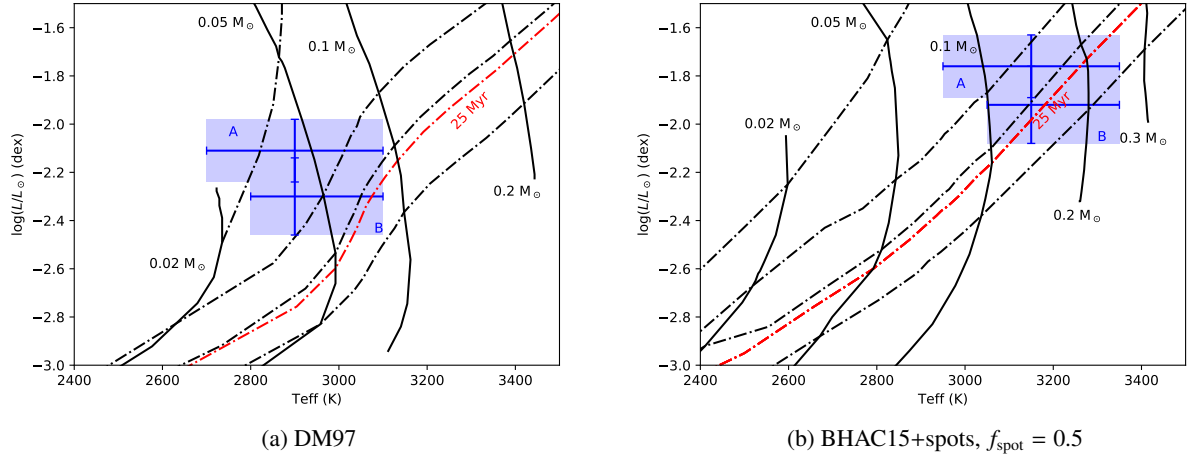 −1.6
−1.8
−2.0
−2.2
−2.4
−2.6
−2.8
−3.0
log(L/L⊙) (dex)
2400 2600 2800 3000 3200 3400
Teff (K)
0.05 M⊙
0.1 M⊙
25 Myr
A
B
0.2 M⊙
0.02 M⊙
(a) DM97
−1.6
−1.8
−2.0
−2.2
−2.4
−2.6
−2.8
−3.0
log(L/L⊙) (dex)
2400 2600 2800 3000 3200 3400
Teff (K)
0.05 M⊙
0.1 M⊙
A
25 Myr
B
0.02 M⊙
0.3 M⊙
0.2 M⊙
(b) BHAC15+spots, fspot = 0.5